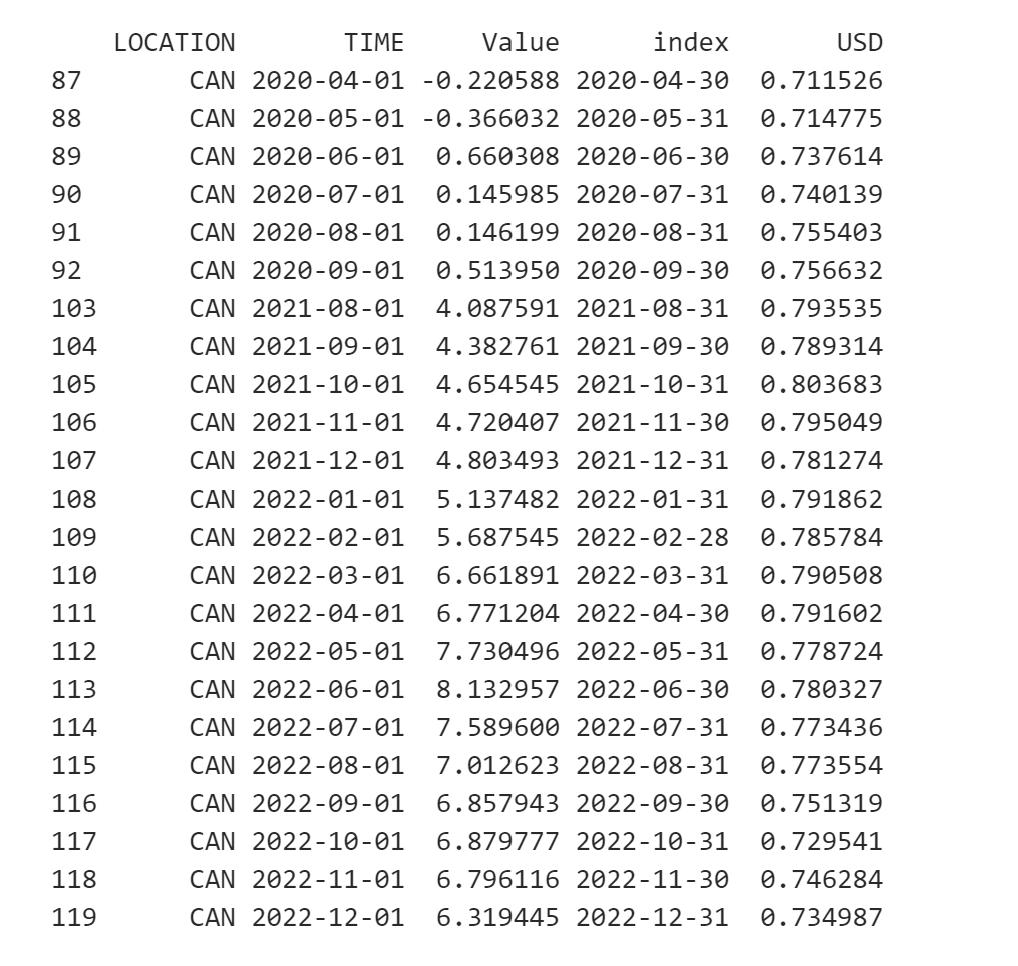 LOCATION TIME Value index USD
87 CAN 2020-04-01 -0.220588 2020-04-30 0.711526
88 CAN 2020-05-01 -0.366032 2020-05-31 0.714775
89 CAN 2020-06-01 0.660308 2020-06-30 0.737614
90 CAN 2020-07-01 0.145985 2020-07-31 0.740139
91 CAN 2020-08-01 0.146199 2020-08-31 0.755403
92 CAN 2020-09-01 0.513950 2020-09-30 0.756632
103 CAN 2021-08-01 4.087591 2021-08-31 0.793535
104 CAN 2021-09-01 4.382761 2021-09-30 0.789314
105 CAN 2021-10-01 4.654545 2021-10-31 0.803683
106 CAN 2021-11-01 4.720407 2021-11-30 0.795049
107 CAN 2021-12-01 4.803493 2021-12-31 0.781274
108 CAN 2022-01-01 5.137482 2022-01-31 0.791862
109 CAN 2022-02-01 5.687545 2022-02-28 0.785784
110 CAN 2022-03-01 6.661891 2022-03-31 0.790508
111 CAN 2022-04-01 6.771204 2022-04-30 0.791602
112 CAN 2022-05-01 7.730496 2022-05-31 0.778724
113 CAN 2022-06-01 8.132957 2022-06-30 0.780327
114 CAN 2022-07-01 7.589600 2022-07-31 0.773436
115 CAN 2022-08-01 7.012623 2022-08-31 0.773554
116 CAN 2022-09-01 6.857943 2022-09-30 0.751319
117 CAN 2022-10-01 6.879777 2022-10-31 0.729541
118 CAN 2022-11-01 6.796116 2022-11-30 0.746284
119 CAN 2022-12-01 6.319445 2022-12-31 0.734987